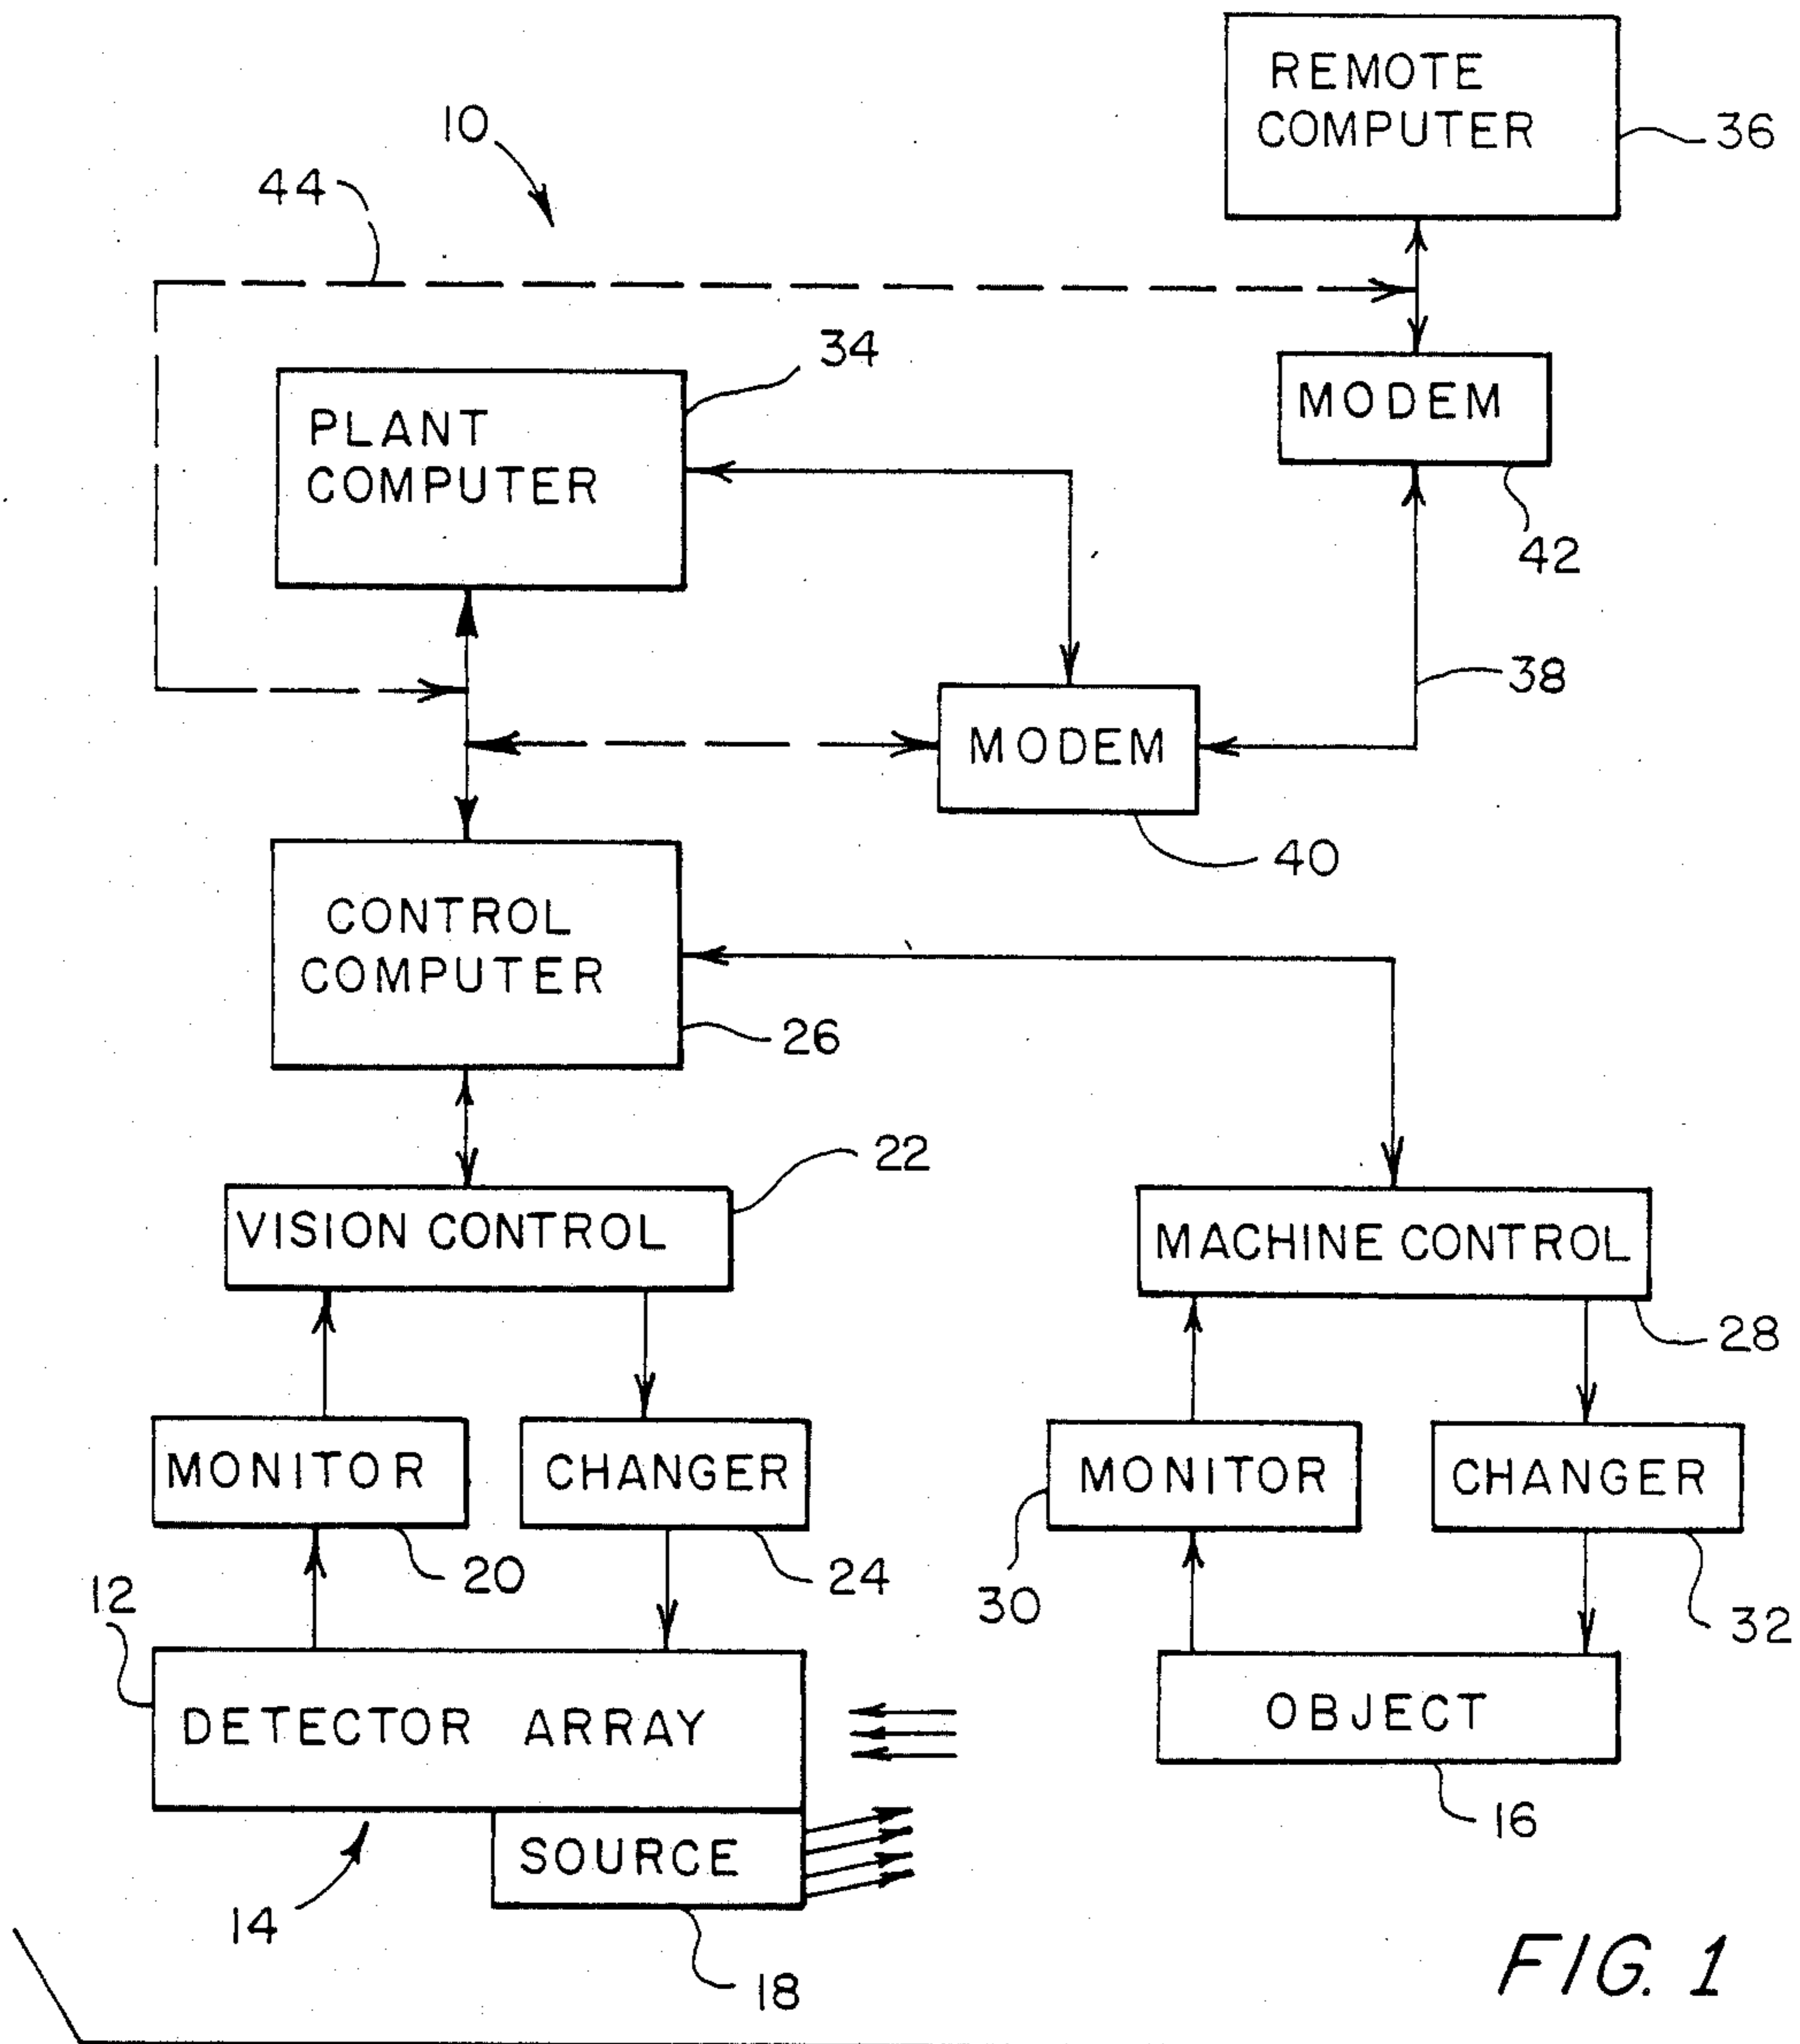 REMOTE
COMPUTER
36
10
44
34
PLANT
COMPUTER
MODEM
42
38
MODEM
40
CONTROL
COMPUTER
26
22
VISION CONTROL
MACHINE CONTROL
28
MONITOR
CHANGER
MONITOR
CHANGER
20
24
30
32
12
DETECTOR ARRAY
OBJECT
16
SOURCE
14
18
FIG. 1